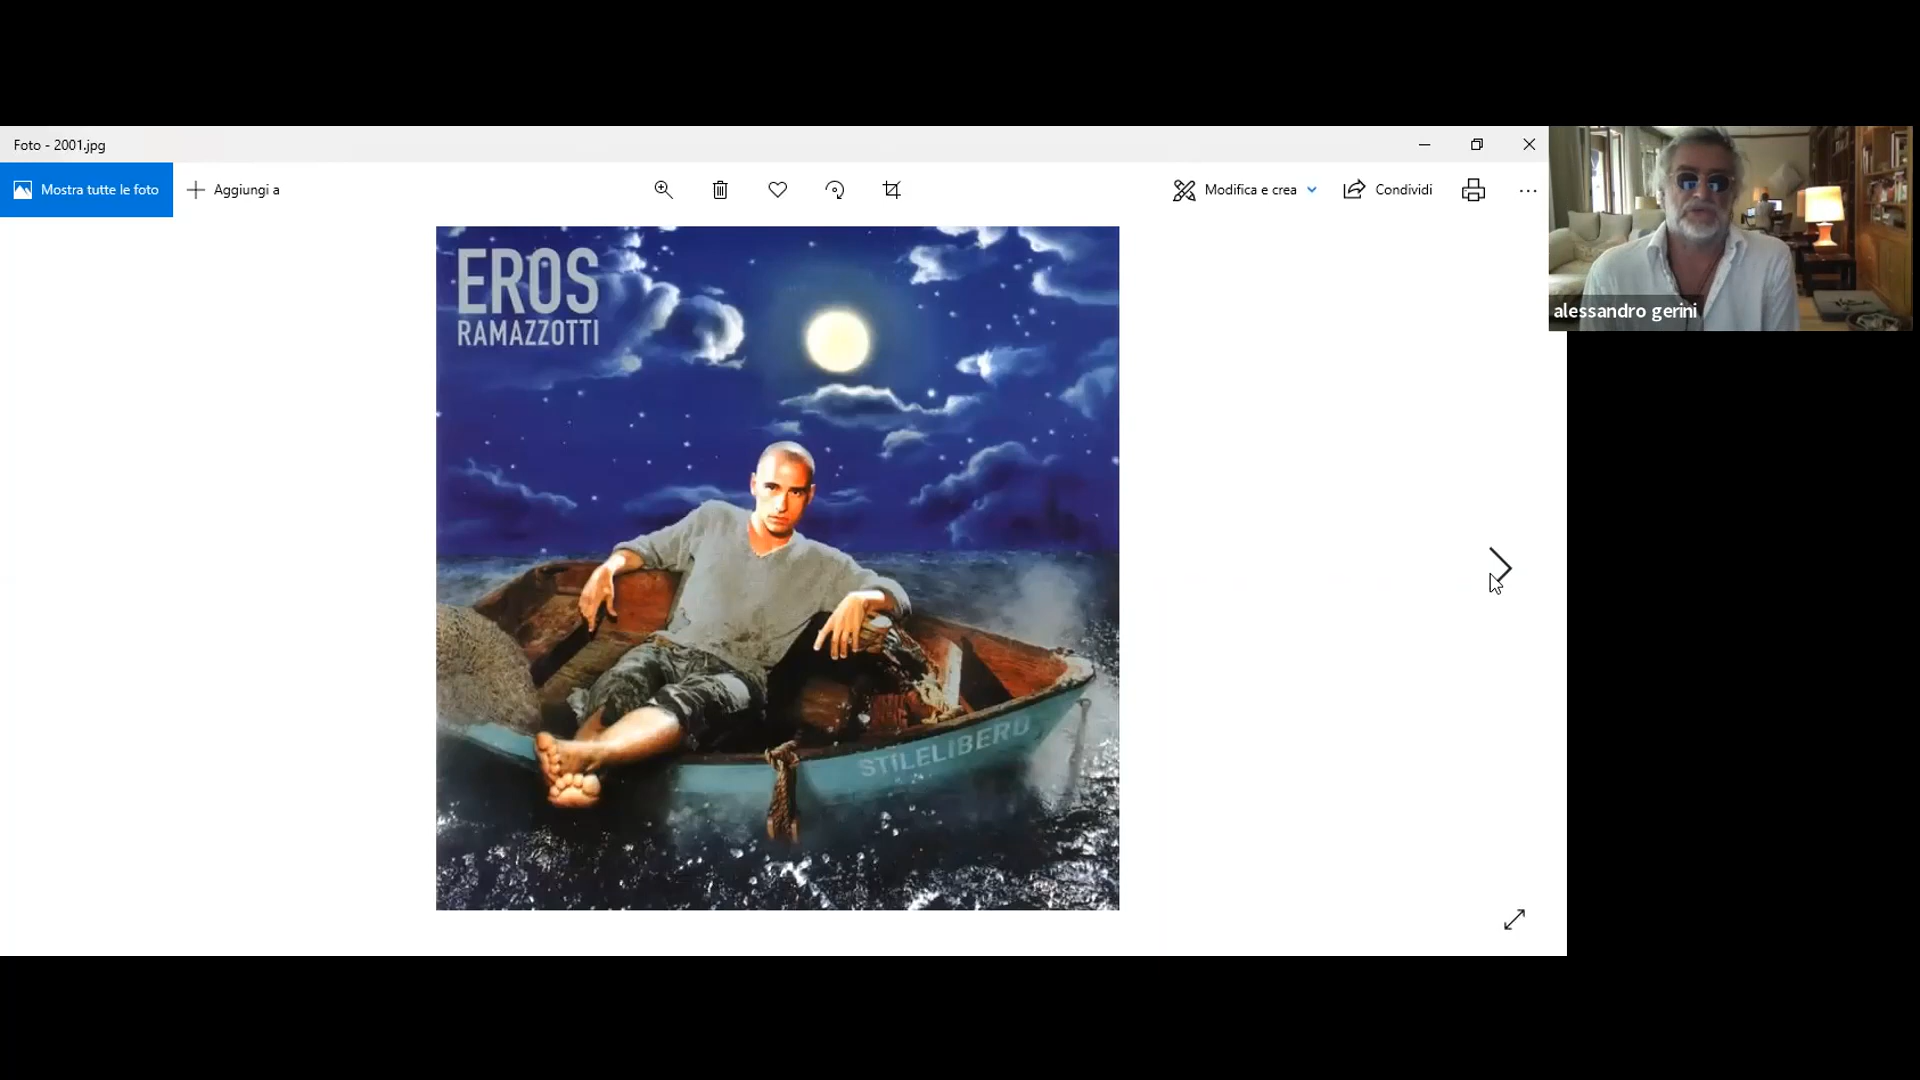 Foto - 2001.jpg
Mostra tutte le foto
Aggiungi a
Modifica e crea
Condividi
alessandro gerini
EROS
RAMAZZOTTI
STILELIBERO